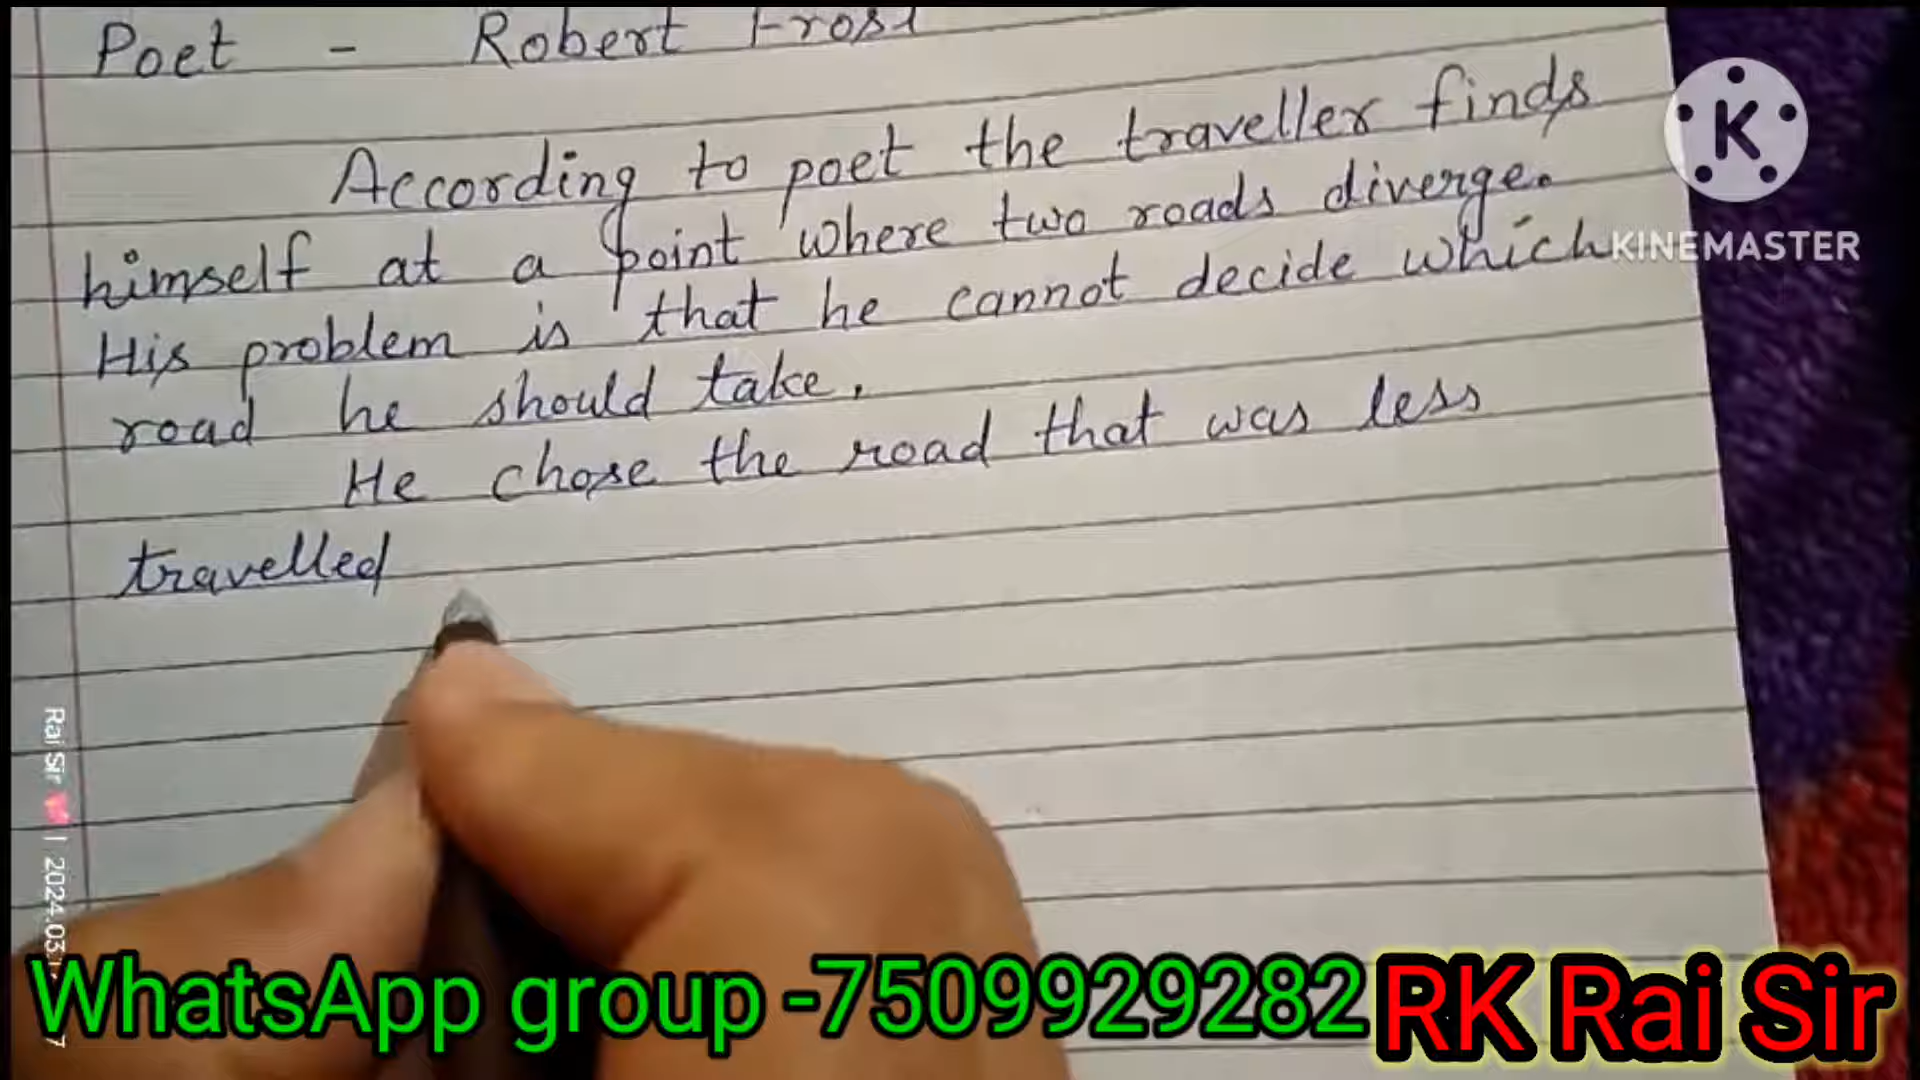 Poet - Robert Frost
According to poet the traveller finds
himself at a point where two roads diverge.
His problem is that he cannot decide which
road he should take.
He chose the road that was less
travelled
K
KINEMASTER
Rai Sir | 2024.03
WhatsApp group -7509929282 RK Rai Sir